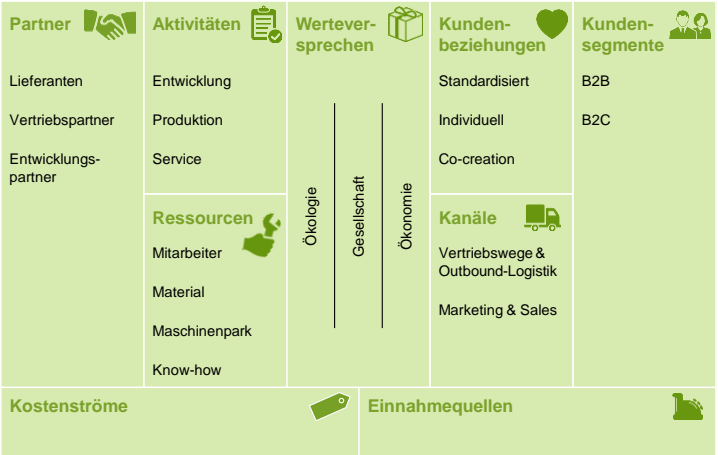 Partner
Lieferanten
Vertriebspartner
Entwicklungs-
partner
Aktivitäten
Entwicklung
Produktion
Service
Ressourcen
Mitarbeiter
Material
Maschinenpark
Know-how
Wertever-
sprechen
Ökologie
Gesellschaft
Ökonomie
Kunden-
beziehungen
Standardisiert
Individuell
Co-creation
Kanäle
Vertriebswege &
Outbound-Logistik
Marketing & Sales
Kunden-
segmente
B2B
B2C
Kostenströme
Einnahmequellen